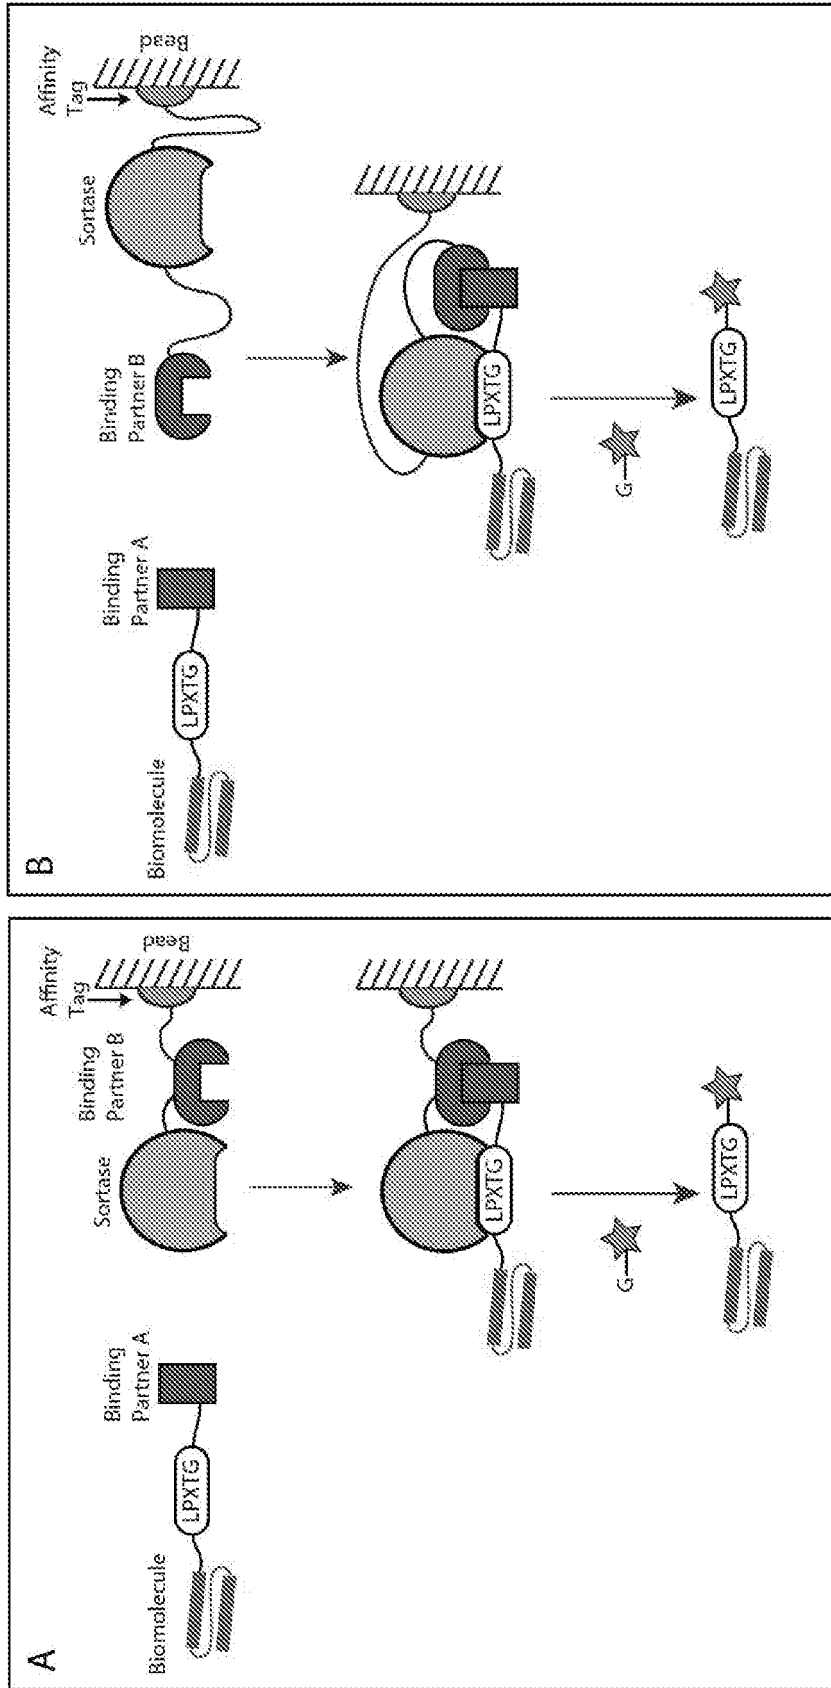 A
Biomolecule
LPXTG
Binding
Partner A
Sortase
Binding
Partner B
Affinity
Tag
Bead
LPXTG
G
LPXTG
B
Biomolecule
LPXTG
Binding
Partner A
Binding
Partner B
Sortase
Affinity
Tag
Bead
LPXTG
G
LPXTG